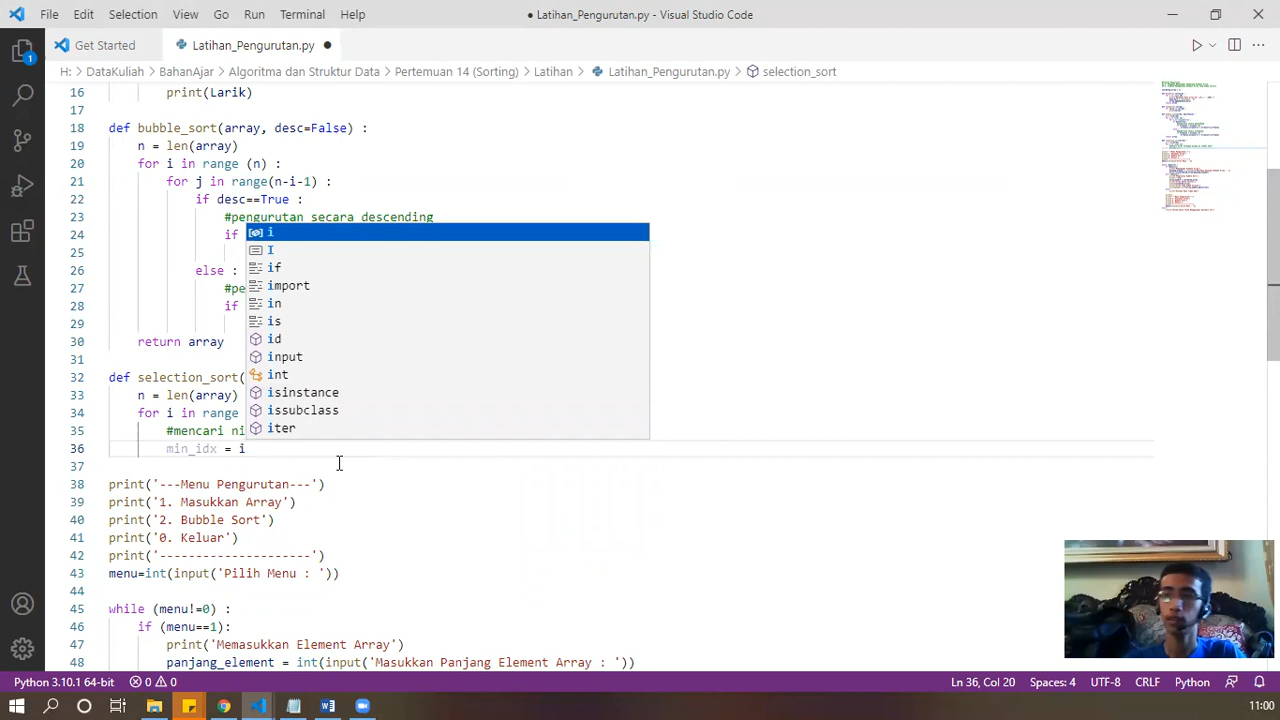 File Edit Selection View Go Run Terminal Help
● Latihan_Pengurutan.py - Visual Studio Code
Get Started
Latihan_Pengurutan.py ●
H: > DataKuliah > BahanAjar > Algoritma dan Struktur Data > Pertemuan 14 (Sorting) > Latihan > Latihan_Pengurutan.py > selection_sort
16 print(Larik)
17
18 def bubble_sort(array, desc=False) :
19 n = len(array)
20 for i in range (n) :
21 for j in range(n-i-1) :
22 if desc==True :
23 #pengurutan secara descending
24 if
25
26 else :
27 #pe
28 if
29
30 return array
31
32 def selection_sort(
33 n = len(array)
34 for i in range
35 #mencari ni
36 min_idx = i
37
i
I
if
import
in
is
id
input
int
isinstance
issubclass
iter
38 print('---Menu Pengurutan---')
39 print('1. Masukkan Array')
40 print('2. Bubble Sort')
41 print('0. Keluar')
42 print('---------------------')
43 menu=int(input('Pilih Menu : '))
44
45 while (menu!=0) :
46 if (menu==1):
47 print('Memasukkan Element Array')
48 panjang_element = int(input('Masukkan Panjang Element Array : '))
1
Python 3.10.1 64-bit 0 0
Ln 36, Col 20 Spaces: 4 UTF-8 CRLF Python
11:00